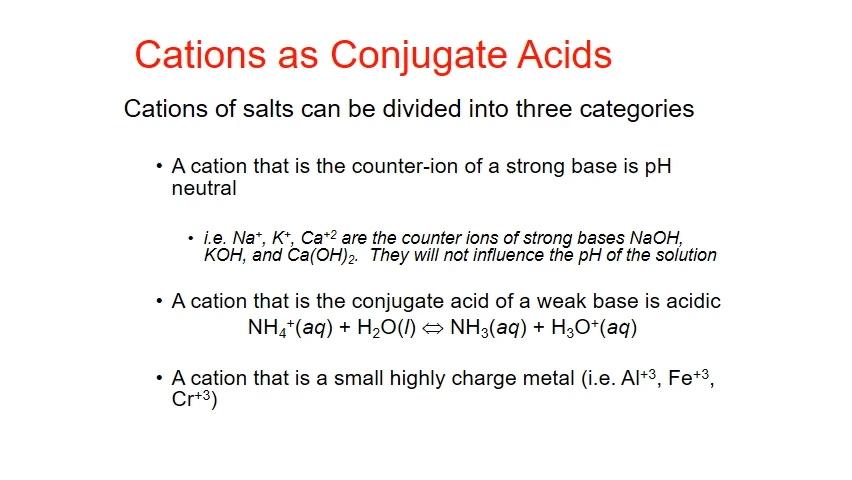 Cations as Conjugate Acids
Cations of salts can be divided into three categories
• A cation that is the counter-ion of a strong base is pH
neutral
• i.e. Na⁺, K⁺, Ca⁺² are the counter ions of strong bases NaOH,
KOH, and Ca(OH)₂. They will not influence the pH of the solution
• A cation that is the conjugate acid of a weak base is acidic
NH₄⁺(aq) + H₂O(l) ⇔ NH₃(aq) + H₃O⁺(aq)
• A cation that is a small highly charge metal (i.e. Al⁺³, Fe⁺³,
Cr⁺³)